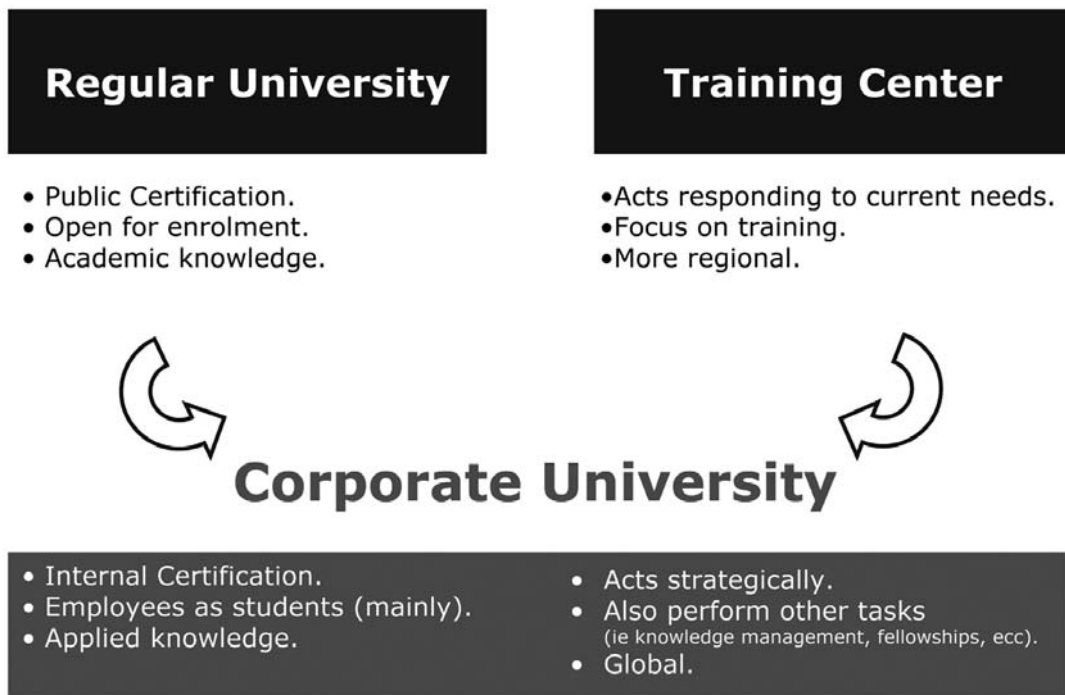 Regular University
• Public Certification.
• Open for enrolment.
• Academic knowledge.
Training Center
•Acts responding to current needs.
•Focus on training.
•More regional.
Corporate University
• Internal Certification.
• Employees as students (mainly).
• Applied knowledge.
• Acts strategically.
• Also perform other tasks
(ie knowledge management, fellowships, ecc).
• Global.